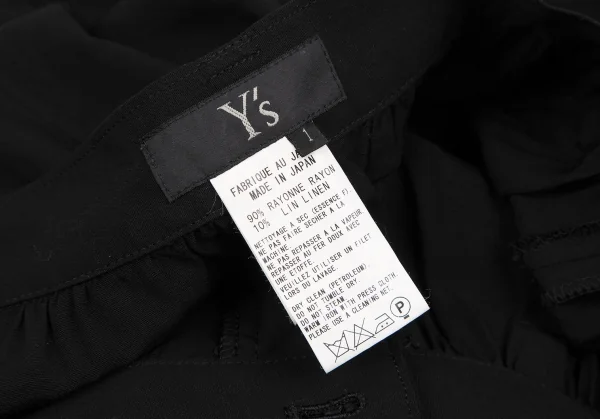 Y's
1
FABRIQUE AU JA
MADE IN JAPAN
90% RAYONNE RAYON
10% LIN LINEN
NETTOYAGE A SEC (ESSENCE F).
NE PAS FAIRE SECHER A LA
MACHINE.
NE PAS REPASSER A LA VAPEUR
REPASSER AU FER DOUX AVEC
UNE ETOFFE.
VEUILLEZ UTILISER UN FILET
LORS DU LAVAGE.
DRY CLEAN (PETROLEUM).
DO NOT TUMBLE DRY.
DO NOT STEAM.
WARM IRON WITH PRESS CLOTH.
PLEASE USE A CLEANING NET.
P